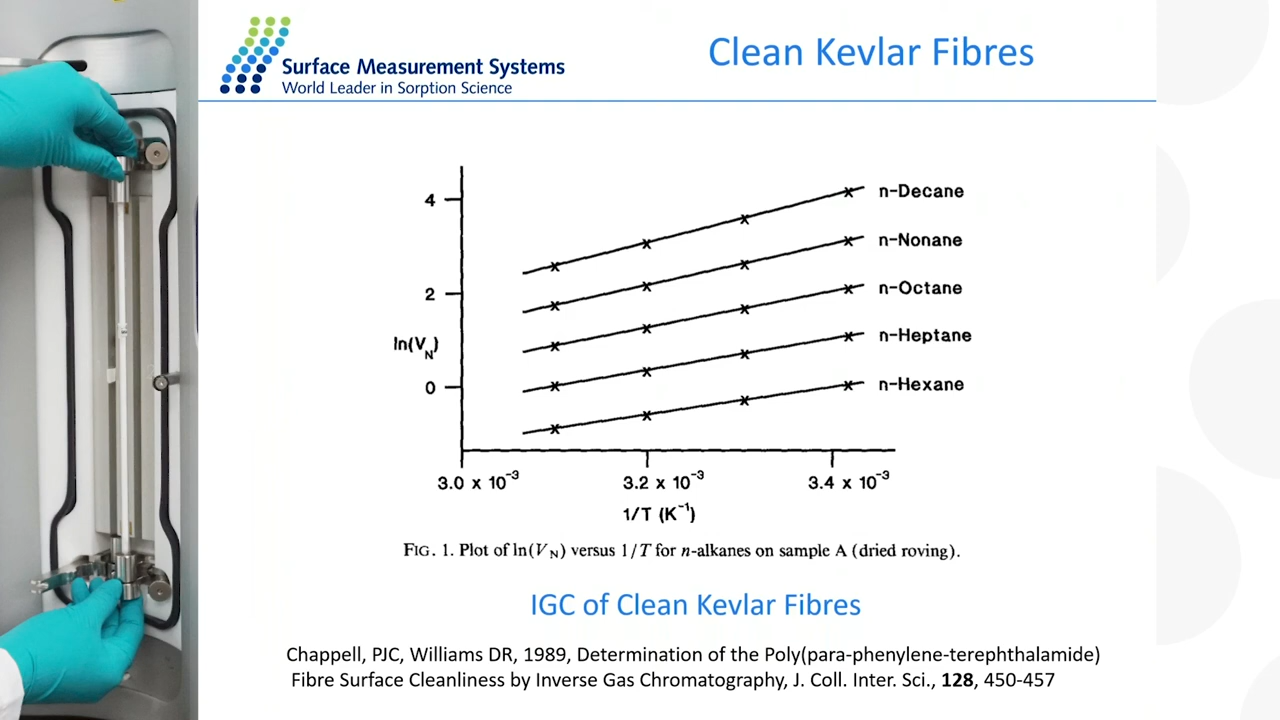 Surface Measurement Systems
World Leader in Sorption Science
Clean Kevlar Fibres
4
2
0
ln(V_N)
n-Decane
n-Nonane
n-Octane
n-Heptane
n-Hexane
3.0 x 10⁻³
3.2 x 10⁻³
3.4 x 10⁻³
1/T (K⁻¹)
FIG. 1. Plot of ln(V_N) versus 1/T for n-alkanes on sample A (dried roving).
IGC of Clean Kevlar Fibres
Chappell, PJC, Williams DR, 1989, Determination of the Poly(para-phenylene-terephthalamide)
Fibre Surface Cleanliness by Inverse Gas Chromatography, J. Coll. Inter. Sci., 128, 450-457